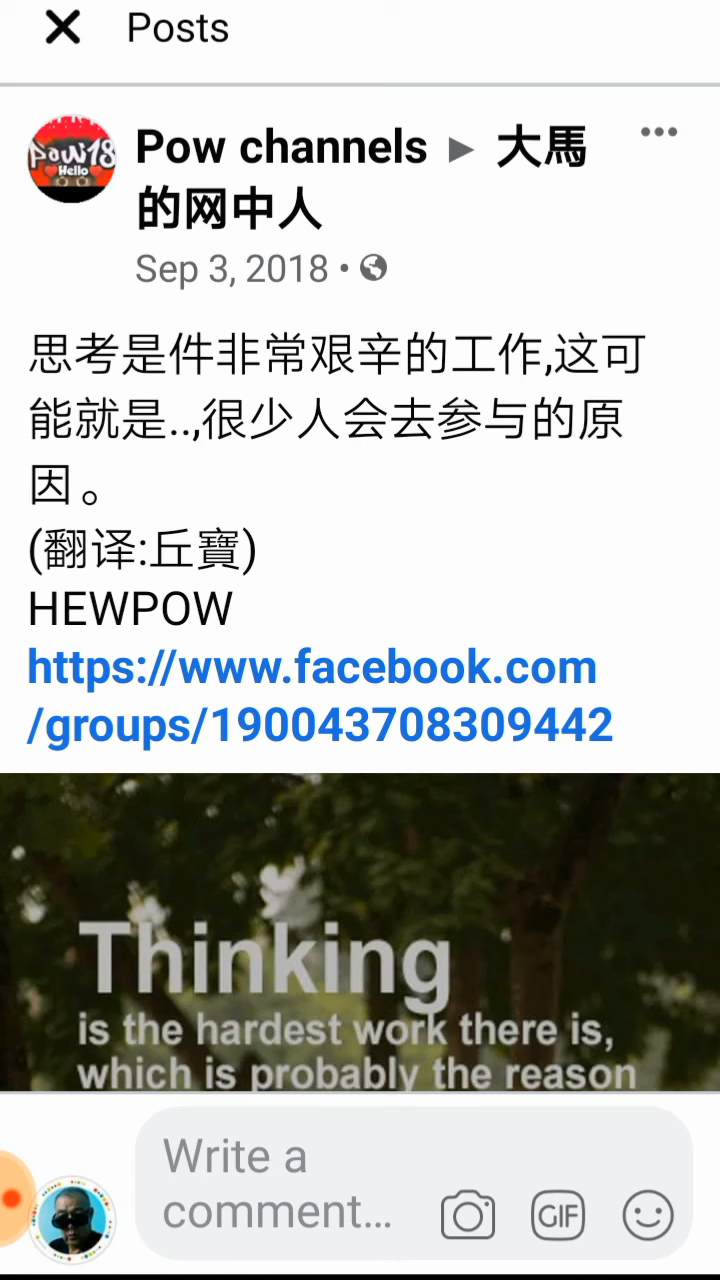 Posts
Pow channels ▶ 大馬
的网中人
Sep 3, 2018 •
Pow18
Hello
思考是件非常艰辛的工作,这可
能就是..,很少人会去参与的原
因。
(翻译:丘寶)
HEWPOW
https://www.facebook.com
/groups/190043708309442
Thinking
is the hardest work there is,
which is probably the reason
Write a
comment...
GIF